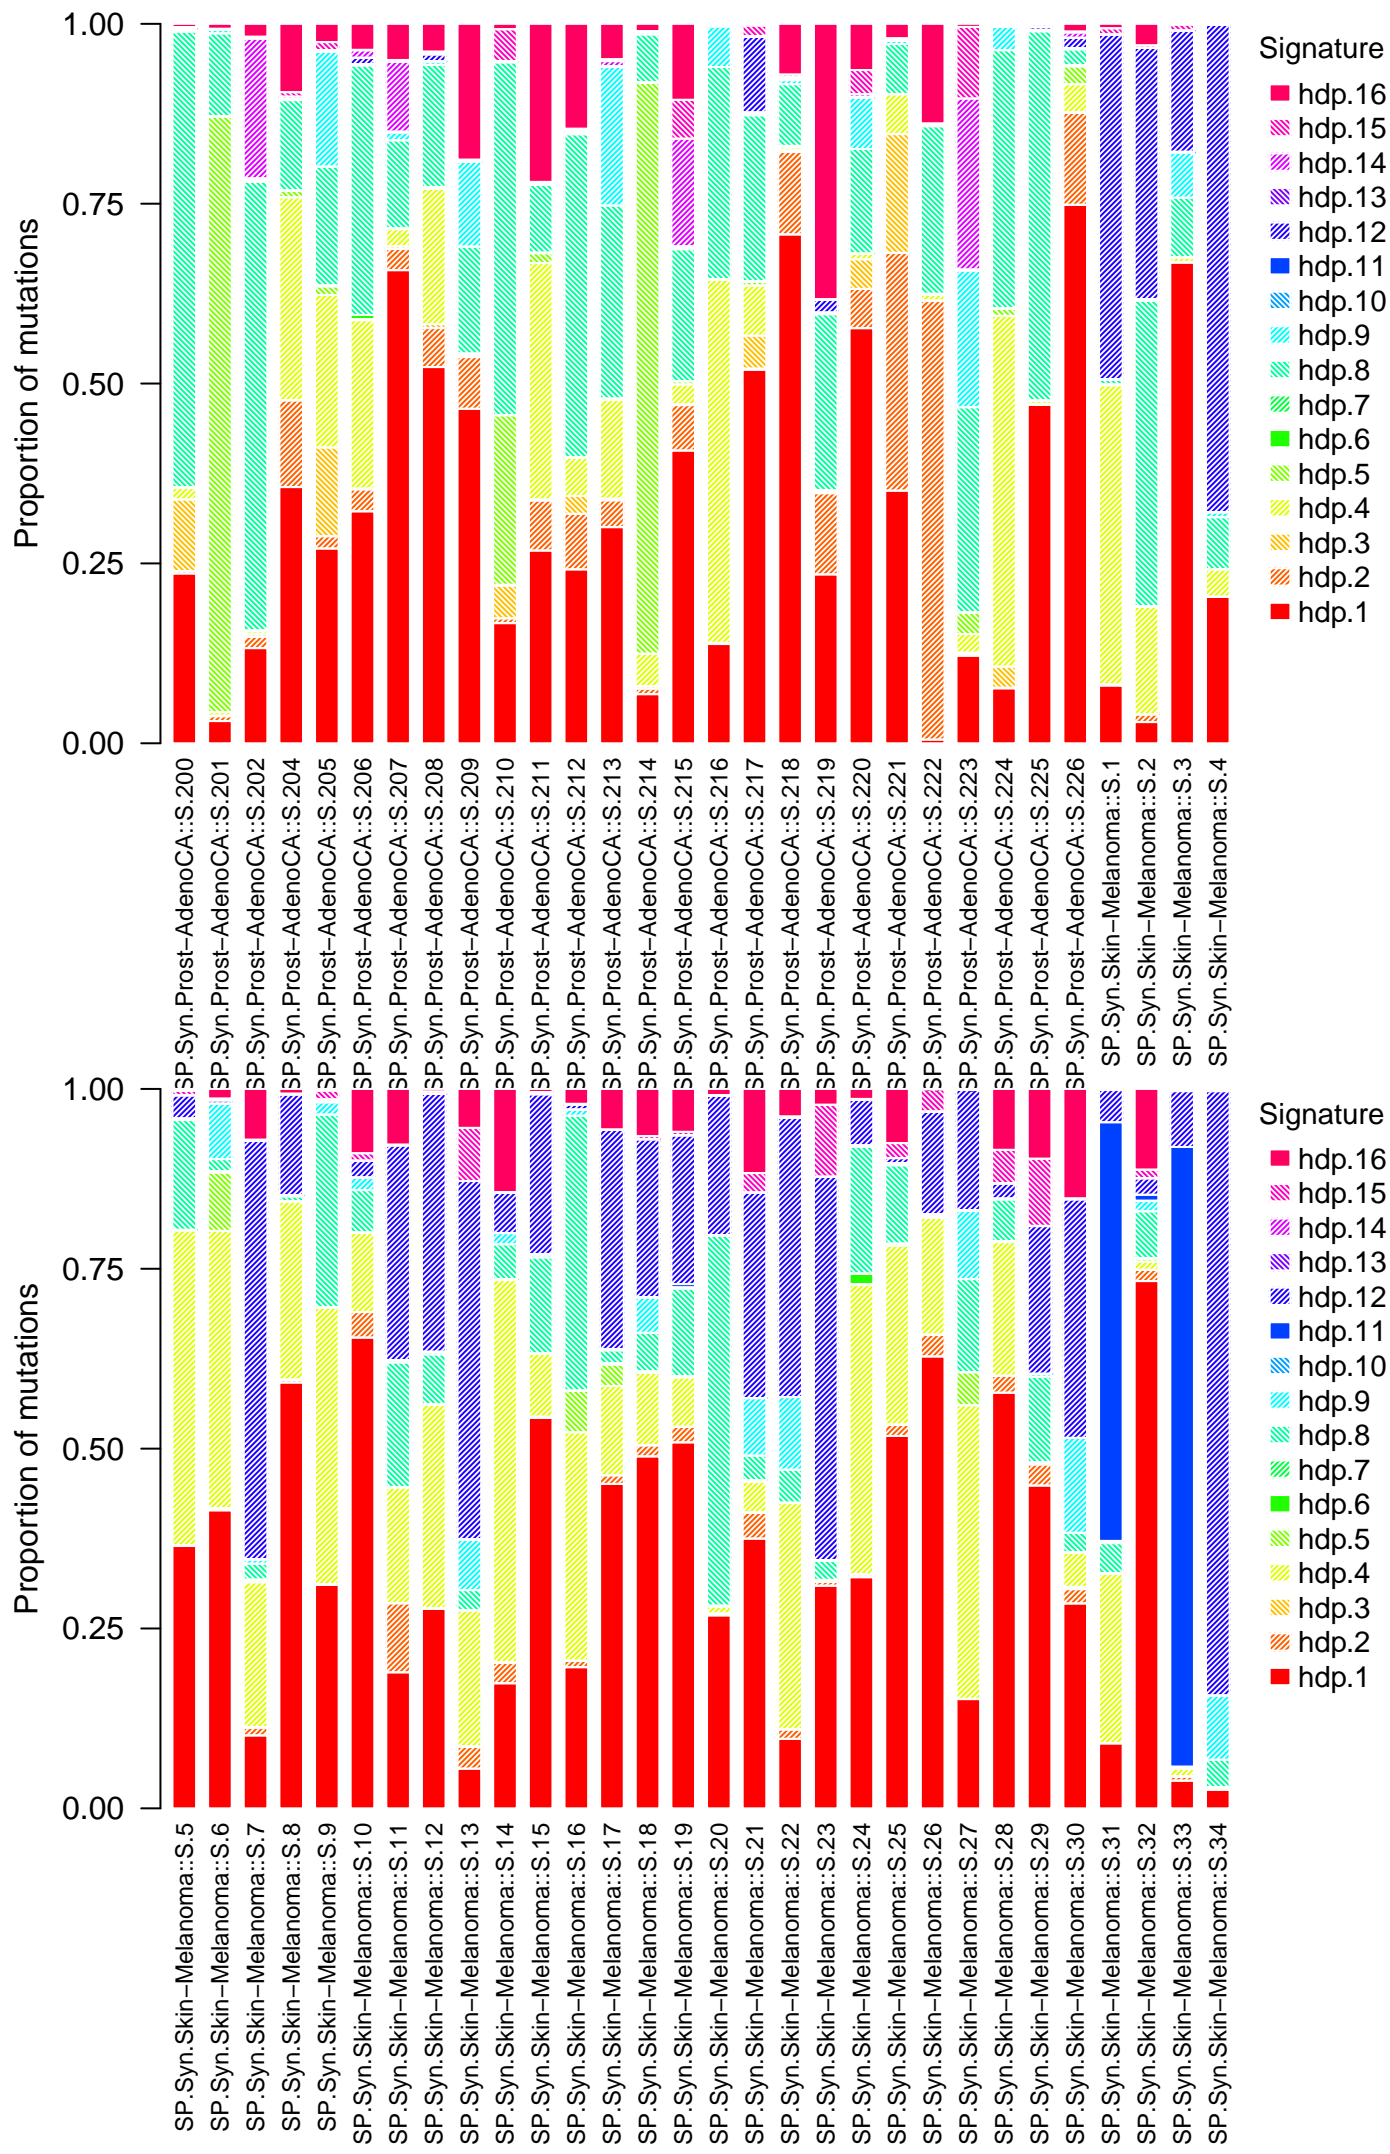 Proportion of mutations
1.00
0.75
0.50
0.25
0.00
SP.Syn.Prost−AdenoCA::S.200
SP.Syn.Prost−AdenoCA::S.201
SP.Syn.Prost−AdenoCA::S.202
SP.Syn.Prost−AdenoCA::S.204
SP.Syn.Prost−AdenoCA::S.205
SP.Syn.Prost−AdenoCA::S.206
SP.Syn.Prost−AdenoCA::S.207
SP.Syn.Prost−AdenoCA::S.208
SP.Syn.Prost−AdenoCA::S.209
SP.Syn.Prost−AdenoCA::S.210
SP.Syn.Prost−AdenoCA::S.211
SP.Syn.Prost−AdenoCA::S.212
SP.Syn.Prost−AdenoCA::S.213
SP.Syn.Prost−AdenoCA::S.214
SP.Syn.Prost−AdenoCA::S.215
SP.Syn.Prost−AdenoCA::S.216
SP.Syn.Prost−AdenoCA::S.217
SP.Syn.Prost−AdenoCA::S.218
SP.Syn.Prost−AdenoCA::S.219
SP.Syn.Prost−AdenoCA::S.220
SP.Syn.Prost−AdenoCA::S.221
SP.Syn.Prost−AdenoCA::S.222
SP.Syn.Prost−AdenoCA::S.223
SP.Syn.Prost−AdenoCA::S.224
SP.Syn.Prost−AdenoCA::S.225
SP.Syn.Prost−AdenoCA::S.226
SP.Syn.Skin−Melanoma::S.1
SP.Syn.Skin−Melanoma::S.2
SP.Syn.Skin−Melanoma::S.3
SP.Syn.Skin−Melanoma::S.4
Signature
hdp.16
hdp.15
hdp.14
hdp.13
hdp.12
hdp.11
hdp.10
hdp.9
hdp.8
hdp.7
hdp.6
hdp.5
hdp.4
hdp.3
hdp.2
hdp.1
Proportion of mutations
1.00
0.75
0.50
0.25
0.00
SP.Syn.Skin−Melanoma::S.5
SP.Syn.Skin−Melanoma::S.6
SP.Syn.Skin−Melanoma::S.7
SP.Syn.Skin−Melanoma::S.8
SP.Syn.Skin−Melanoma::S.9
SP.Syn.Skin−Melanoma::S.10
SP.Syn.Skin−Melanoma::S.11
SP.Syn.Skin−Melanoma::S.12
SP.Syn.Skin−Melanoma::S.13
SP.Syn.Skin−Melanoma::S.14
SP.Syn.Skin−Melanoma::S.15
SP.Syn.Skin−Melanoma::S.16
SP.Syn.Skin−Melanoma::S.17
SP.Syn.Skin−Melanoma::S.18
SP.Syn.Skin−Melanoma::S.19
SP.Syn.Skin−Melanoma::S.20
SP.Syn.Skin−Melanoma::S.21
SP.Syn.Skin−Melanoma::S.22
SP.Syn.Skin−Melanoma::S.23
SP.Syn.Skin−Melanoma::S.24
SP.Syn.Skin−Melanoma::S.25
SP.Syn.Skin−Melanoma::S.26
SP.Syn.Skin−Melanoma::S.27
SP.Syn.Skin−Melanoma::S.28
SP.Syn.Skin−Melanoma::S.29
SP.Syn.Skin−Melanoma::S.30
SP.Syn.Skin−Melanoma::S.31
SP.Syn.Skin−Melanoma::S.32
SP.Syn.Skin−Melanoma::S.33
SP.Syn.Skin−Melanoma::S.34
Signature
hdp.16
hdp.15
hdp.14
hdp.13
hdp.12
hdp.11
hdp.10
hdp.9
hdp.8
hdp.7
hdp.6
hdp.5
hdp.4
hdp.3
hdp.2
hdp.1